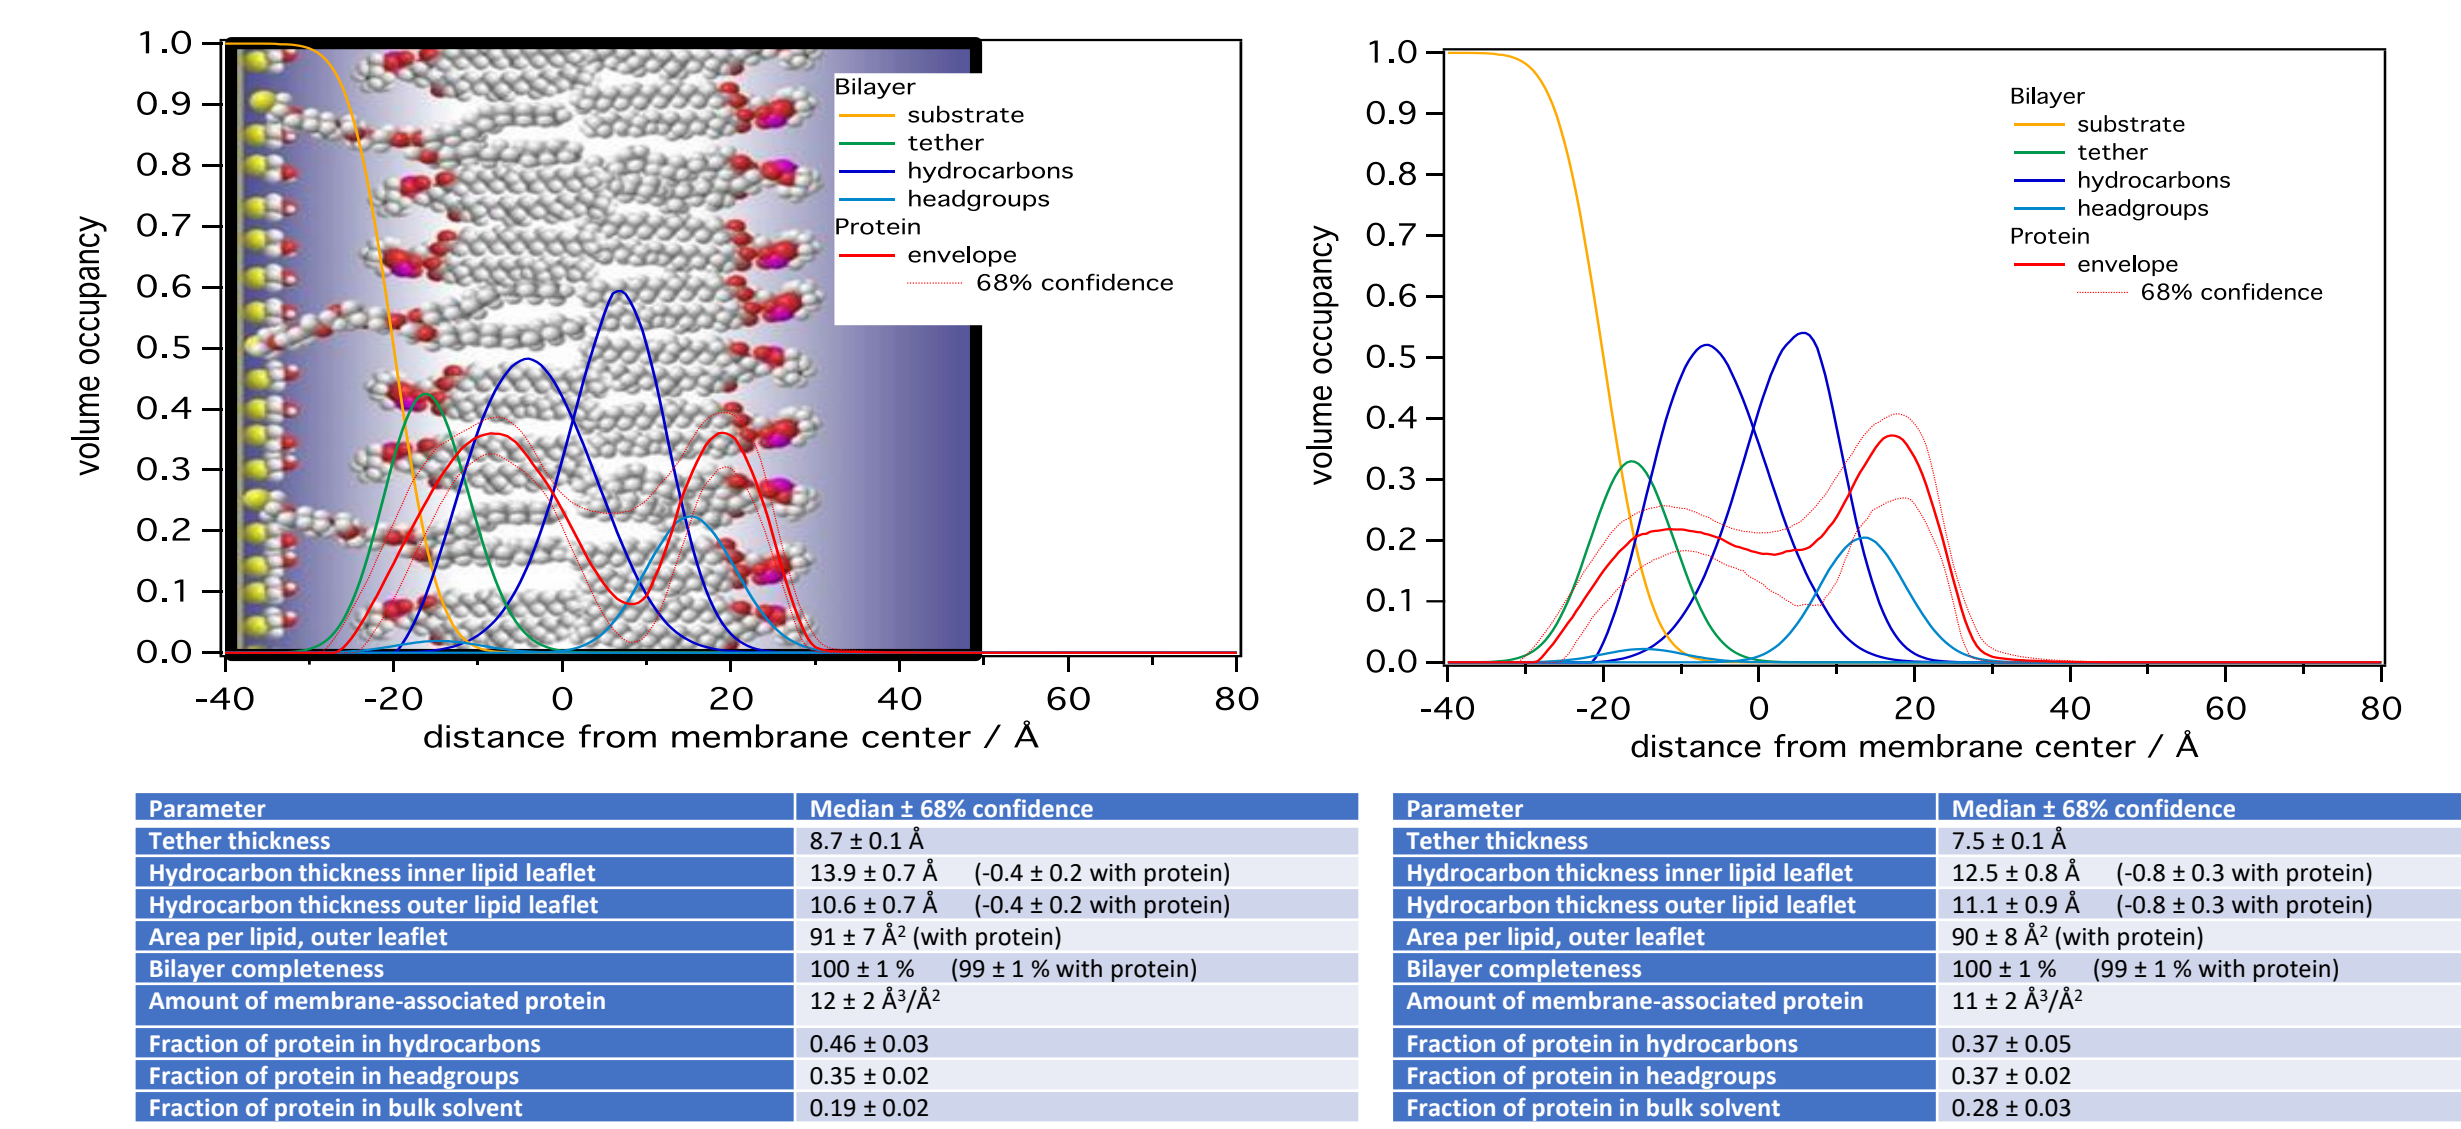 1.0
0.9
0.8
0.7
0.6
0.5
0.4
0.3
0.2
0.1
0.0
volume occupancy
-40 -20 0 20 40 60 80
distance from membrane center / Å
Bilayer
substrate
tether
hydrocarbons
headgroups
Protein
envelope
68% confidence
1.0
0.9
0.8
0.7
0.6
0.5
0.4
0.3
0.2
0.1
0.0
volume occupancy
-40 -20 0 20 40 60 80
distance from membrane center / Å
Bilayer
substrate
tether
hydrocarbons
headgroups
Protein
envelope
68% confidence
Parameter Median ± 68% confidence
Tether thickness 8.7 ± 0.1 Å
Hydrocarbon thickness inner lipid leaflet 13.9 ± 0.7 Å (-0.4 ± 0.2 with protein)
Hydrocarbon thickness outer lipid leaflet 10.6 ± 0.7 Å (-0.4 ± 0.2 with protein)
Area per lipid, outer leaflet 91 ± 7 Å² (with protein)
Bilayer completeness 100 ± 1 % (99 ± 1 % with protein)
Amount of membrane-associated protein 12 ± 2 Å³/Å²
Fraction of protein in hydrocarbons 0.46 ± 0.03
Fraction of protein in headgroups 0.35 ± 0.02
Fraction of protein in bulk solvent 0.19 ± 0.02
Parameter Median ± 68% confidence
Tether thickness 7.5 ± 0.1 Å
Hydrocarbon thickness inner lipid leaflet 12.5 ± 0.8 Å (-0.8 ± 0.3 with protein)
Hydrocarbon thickness outer lipid leaflet 11.1 ± 0.9 Å (-0.8 ± 0.3 with protein)
Area per lipid, outer leaflet 90 ± 8 Å² (with protein)
Bilayer completeness 100 ± 1 % (99 ± 1 % with protein)
Amount of membrane-associated protein 11 ± 2 Å³/Å²
Fraction of protein in hydrocarbons 0.37 ± 0.05
Fraction of protein in headgroups 0.37 ± 0.02
Fraction of protein in bulk solvent 0.28 ± 0.03